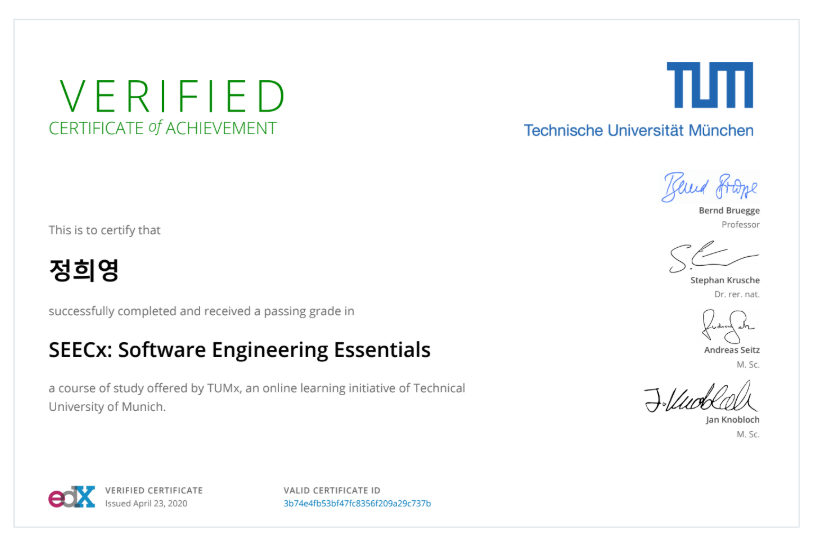 VERIFIED
CERTIFICATE of ACHIEVEMENT
TUM
Technische Universität München
This is to certify that
정희영
successfully completed and received a passing grade in
SEECx: Software Engineering Essentials
a course of study offered by TUMx, an online learning initiative of Technical
University of Munich.
Bernd Bruegge
Professor
Stephan Krusche
Dr. rer. nat.
Andreas Seitz
M. Sc.
J. Knobloch
Jan Knobloch
M. Sc.
edX
VERIFIED CERTIFICATE
Issued April 23, 2020
VALID CERTIFICATE ID
3b74e4fb53bf47fc8356f209a29c737b